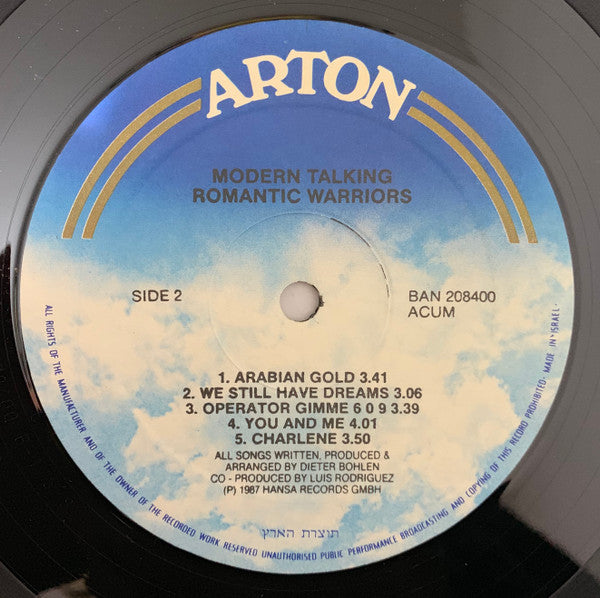 ARTON
MODERN TALKING
ROMANTIC WARRIORS
SIDE 2
BAN 208400
ACUM
1. ARABIAN GOLD 3.41
2. WE STILL HAVE DREAMS 3.06
3. OPERATOR GIMME 6 0 9 3.39
4. YOU AND ME 4.01
5. CHARLENE 3.50
ALL SONGS WRITTEN, PRODUCED &
ARRANGED BY DIETER BOHLEN
CO - PRODUCED BY LUIS RODRIGUEZ
(P) 1987 HANSA RECORDS GMBH
תוצרת הארץ
ALL RIGHTS OF THE MANUFACTURER AND OF THE OWNER OF THE RECORDED WORK RESERVED UNAUTHORISED PUBLIC PERFORMANCE BROADCASTING AND COPYING OF THIS RECORD PROHIBITED · MADE IN ISRAEL ·